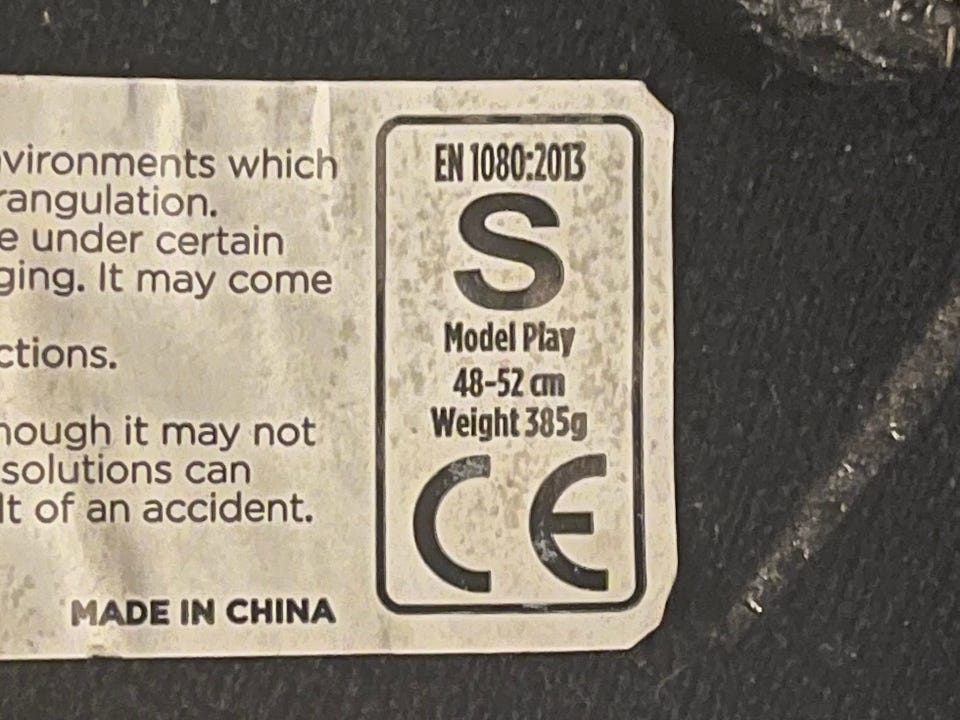 which
rangulation.
e under certain
ging. It may come
ctions.
hough it may not
solutions can
lt of an accident.
MADE IN CHINA
EN 1080:2013
S
Model Play
48-52 cm
Weight 385g
CE